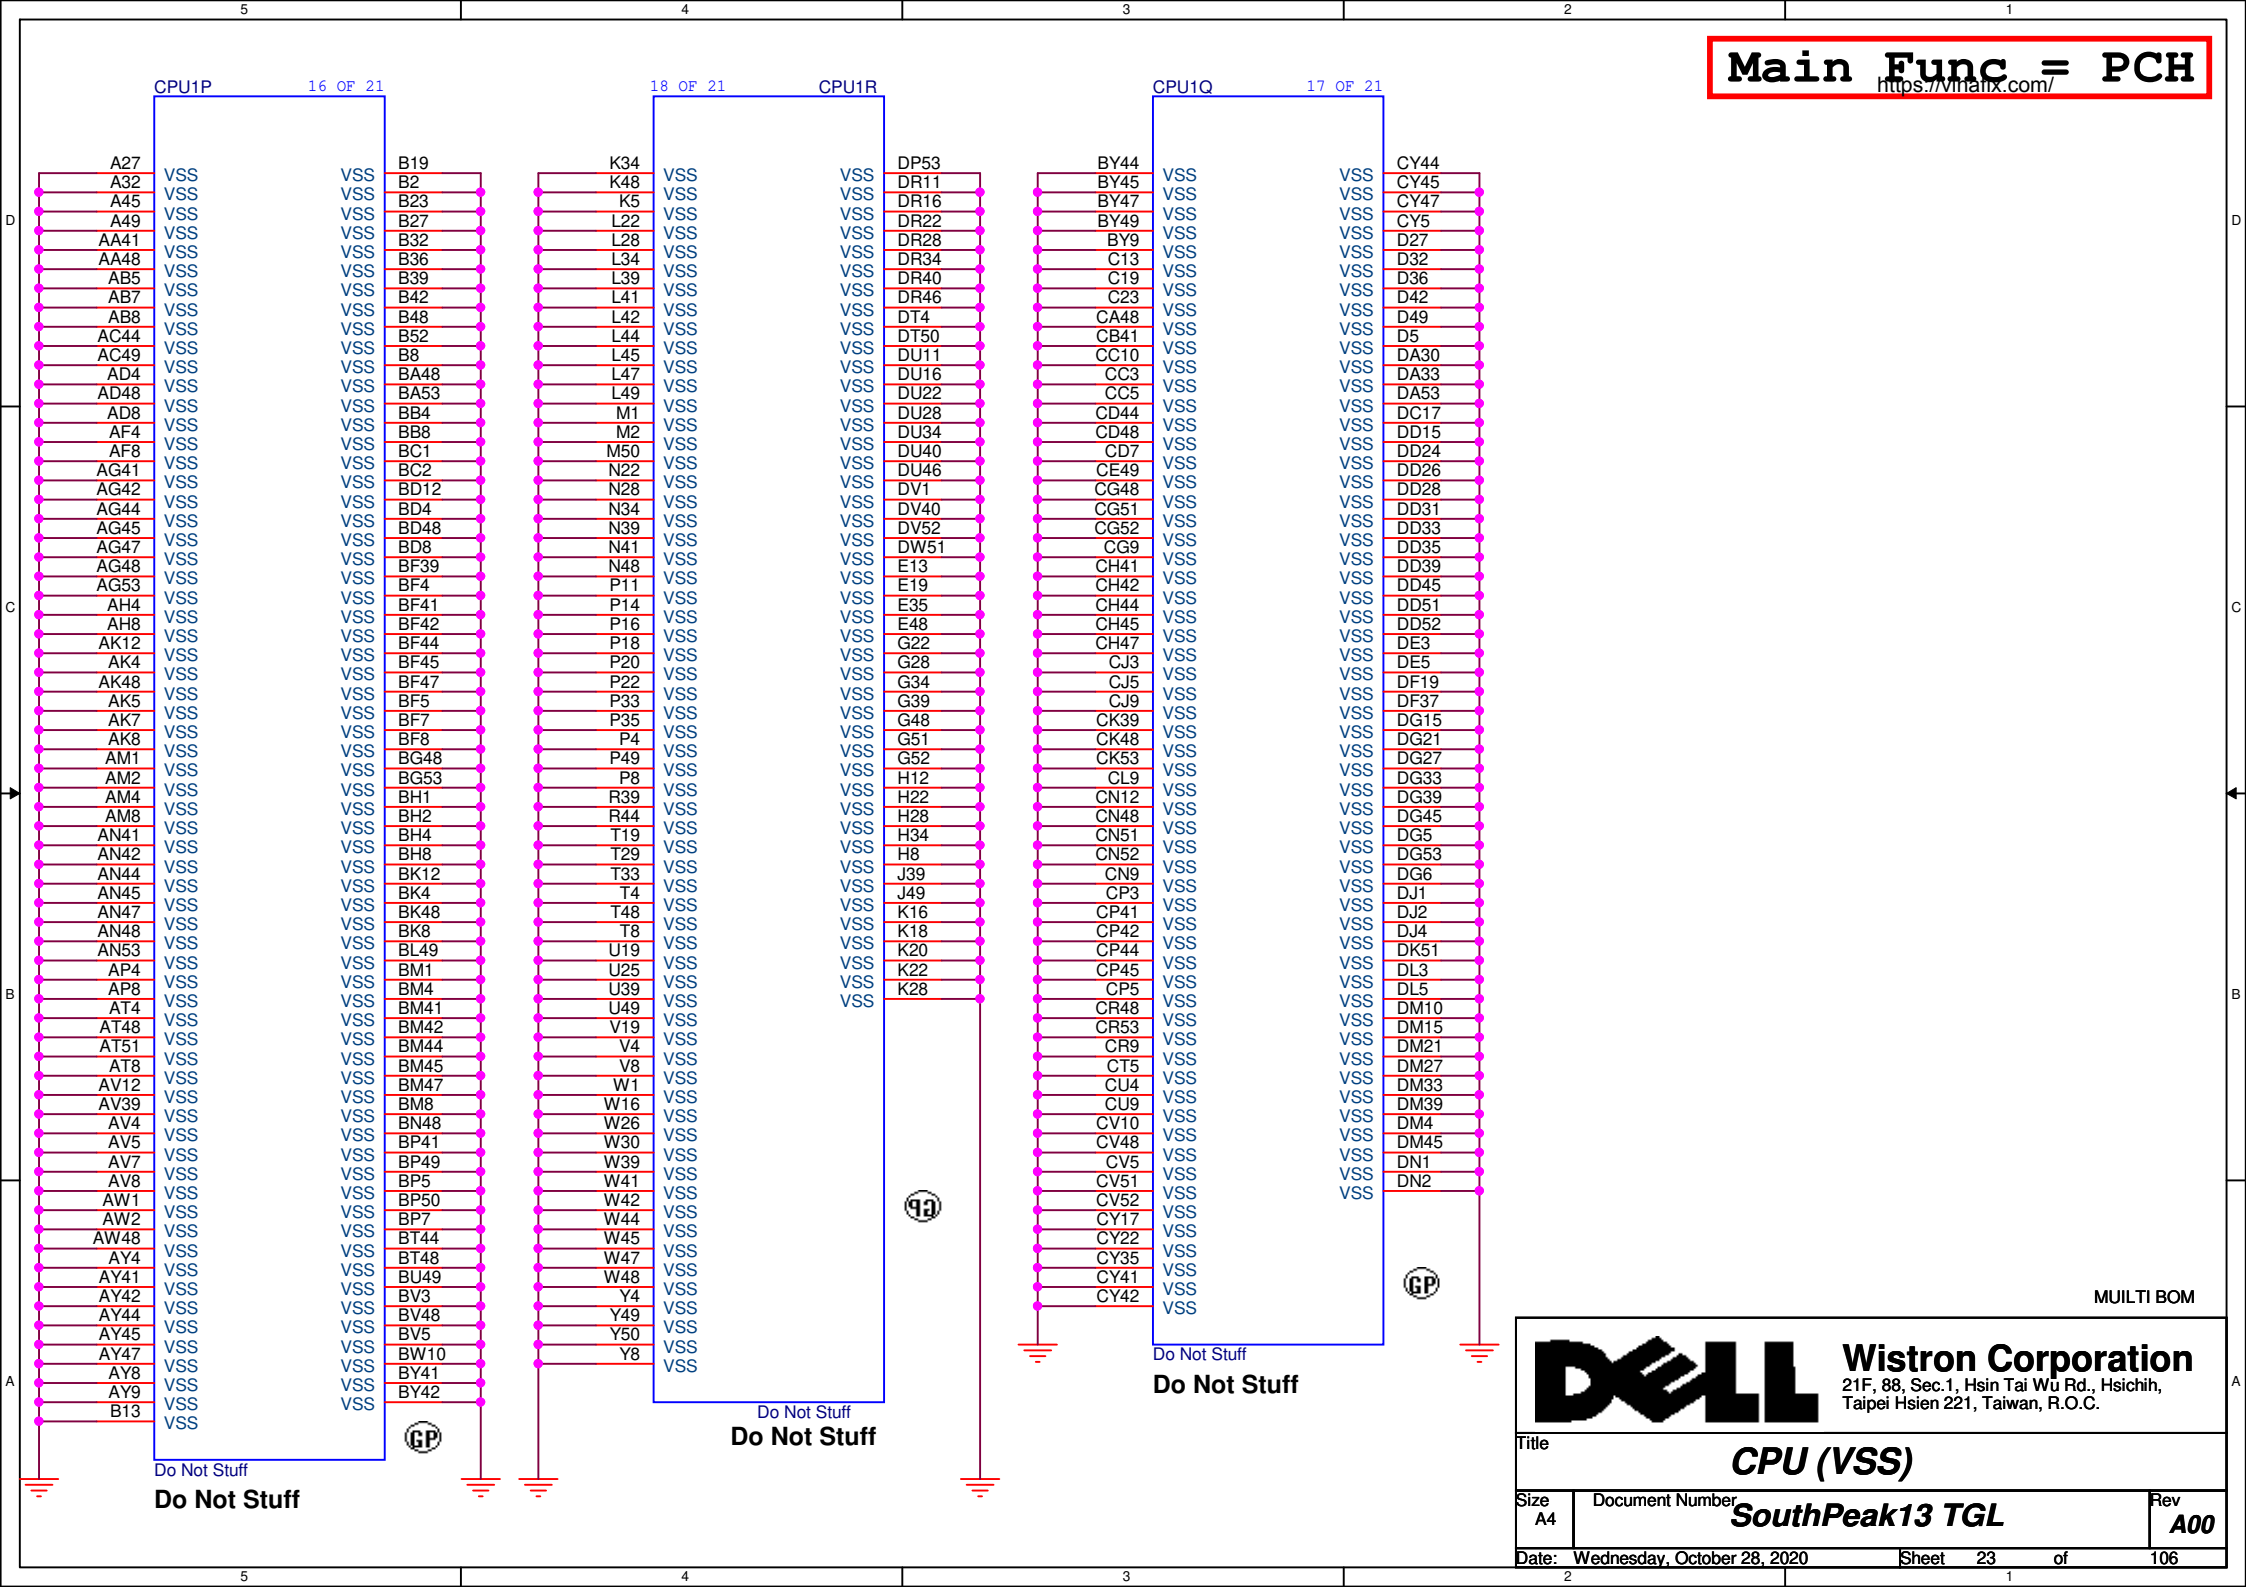 5 4 3 2 1
Main Func = PCH
https://vinafix.com/
CPU1P 16 OF 21
A27 VSS VSS B19
A32 VSS VSS B2
A45 VSS VSS B23
A49 VSS VSS B27
AA41 VSS VSS B32
AA48 VSS VSS B36
AB5 VSS VSS B39
AB7 VSS VSS B42
AB8 VSS VSS B48
AC44 VSS VSS B52
AC49 VSS VSS B8
AD4 VSS VSS BA48
AD48 VSS VSS BA53
AD8 VSS VSS BB4
AF4 VSS VSS BB8
AF8 VSS VSS BC1
AG41 VSS VSS BC2
AG42 VSS VSS BD12
AG44 VSS VSS BD4
AG45 VSS VSS BD48
AG47 VSS VSS BD8
AG48 VSS VSS BF39
AG53 VSS VSS BF4
AH4 VSS VSS BF41
AH8 VSS VSS BF42
AK12 VSS VSS BF44
AK4 VSS VSS BF45
AK48 VSS VSS BF47
AK5 VSS VSS BF5
AK7 VSS VSS BF7
AK8 VSS VSS BF8
AM1 VSS VSS BG48
AM2 VSS VSS BG53
AM4 VSS VSS BH1
AM8 VSS VSS BH2
AN41 VSS VSS BH4
AN42 VSS VSS BH8
AN44 VSS VSS BK12
AN45 VSS VSS BK4
AN47 VSS VSS BK48
AN48 VSS VSS BK8
AN53 VSS VSS BL49
AP4 VSS VSS BM1
AP8 VSS VSS BM4
AT4 VSS VSS BM41
AT48 VSS VSS BM42
AT51 VSS VSS BM44
AT8 VSS VSS BM45
AV12 VSS VSS BM47
AV39 VSS VSS BM8
AV4 VSS VSS BN48
AV5 VSS VSS BP41
AV7 VSS VSS BP49
AV8 VSS VSS BP5
AW1 VSS VSS BP50
AW2 VSS VSS BP7
AW48 VSS VSS BT44
AY4 VSS VSS BT48
AY41 VSS VSS BU49
AY42 VSS VSS BV3
AY44 VSS VSS BV48
AY45 VSS VSS BV5
AY47 VSS VSS BW10
AY8 VSS VSS BY41
AY9 VSS VSS BY42
B13 VSS
GP
Do Not Stuff
Do Not Stuff
18 OF 21 CPU1R
K34 VSS VSS DP53
K48 VSS VSS DR11
K5 VSS VSS DR16
L22 VSS VSS DR22
L28 VSS VSS DR28
L34 VSS VSS DR34
L39 VSS VSS DR40
L41 VSS VSS DR46
L42 VSS VSS DT4
L44 VSS VSS DT50
L45 VSS VSS DU11
L47 VSS VSS DU16
L49 VSS VSS DU22
M1 VSS VSS DU28
M2 VSS VSS DU34
M50 VSS VSS DU40
N22 VSS VSS DU46
N28 VSS VSS DV1
N34 VSS VSS DV40
N39 VSS VSS DV52
N41 VSS VSS DW51
N48 VSS VSS E13
P11 VSS VSS E19
P14 VSS VSS E35
P16 VSS VSS E48
P18 VSS VSS G22
P20 VSS VSS G28
P22 VSS VSS G34
P33 VSS VSS G39
P35 VSS VSS G48
P4 VSS VSS G51
P49 VSS VSS G52
P8 VSS VSS H12
R39 VSS VSS H22
R44 VSS VSS H28
T19 VSS VSS H34
T29 VSS VSS H8
T33 VSS VSS J39
T4 VSS VSS J49
T48 VSS VSS K16
T8 VSS VSS K18
U19 VSS VSS K20
U25 VSS VSS K22
U39 VSS VSS K28
U49 VSS
V19 VSS
V4 VSS
V8 VSS
W1 VSS
W16 VSS
W26 VSS
W30 VSS
W39 VSS
W41 VSS
W42 VSS
W44 VSS
W45 VSS
W47 VSS
W48 VSS
Y4 VSS
Y49 VSS
Y50 VSS
Y8 VSS
GP
Do Not Stuff
Do Not Stuff
CPU1Q 17 OF 21
BY44 VSS VSS CY44
BY45 VSS VSS CY45
BY47 VSS VSS CY47
BY49 VSS VSS CY5
BY9 VSS VSS D27
C13 VSS VSS D32
C19 VSS VSS D36
C23 VSS VSS D42
CA48 VSS VSS D49
CB41 VSS VSS D5
CC10 VSS VSS DA30
CC3 VSS VSS DA33
CC5 VSS VSS DA53
CD44 VSS VSS DC17
CD48 VSS VSS DD15
CD7 VSS VSS DD24
CE49 VSS VSS DD26
CG48 VSS VSS DD28
CG51 VSS VSS DD31
CG52 VSS VSS DD33
CG9 VSS VSS DD35
CH41 VSS VSS DD39
CH42 VSS VSS DD45
CH44 VSS VSS DD51
CH45 VSS VSS DD52
CH47 VSS VSS DE3
CJ3 VSS VSS DE5
CJ5 VSS VSS DF19
CJ9 VSS VSS DF37
CK39 VSS VSS DG15
CK48 VSS VSS DG21
CK53 VSS VSS DG27
CL9 VSS VSS DG33
CN12 VSS VSS DG39
CN48 VSS VSS DG45
CN51 VSS VSS DG5
CN52 VSS VSS DG53
CN9 VSS VSS DG6
CP3 VSS VSS DJ1
CP41 VSS VSS DJ2
CP42 VSS VSS DJ4
CP44 VSS VSS DK51
CP45 VSS VSS DL3
CP5 VSS VSS DL5
CR48 VSS VSS DM10
CR53 VSS VSS DM15
CR9 VSS VSS DM21
CT5 VSS VSS DM27
CU4 VSS VSS DM33
CU9 VSS VSS DM39
CV10 VSS VSS DM4
CV48 VSS VSS DM45
CV5 VSS VSS DN1
CV51 VSS VSS DN2
CV52 VSS
CY17 VSS
CY22 VSS
CY35 VSS
CY41 VSS
CY42 VSS
GP
Do Not Stuff
Do Not Stuff
D D
C C
B B
A A
MUILTI BOM
DELL
Wistron Corporation
21F, 88, Sec.1, Hsin Tai Wu Rd., Hsichih,
Taipei Hsien 221, Taiwan, R.O.C.
Title
CPU (VSS)
Size Document Number Rev
A4 SouthPeak13 TGL A00
Date: Wednesday, October 28, 2020 Sheet 23 of 106
5 4 3 2 1